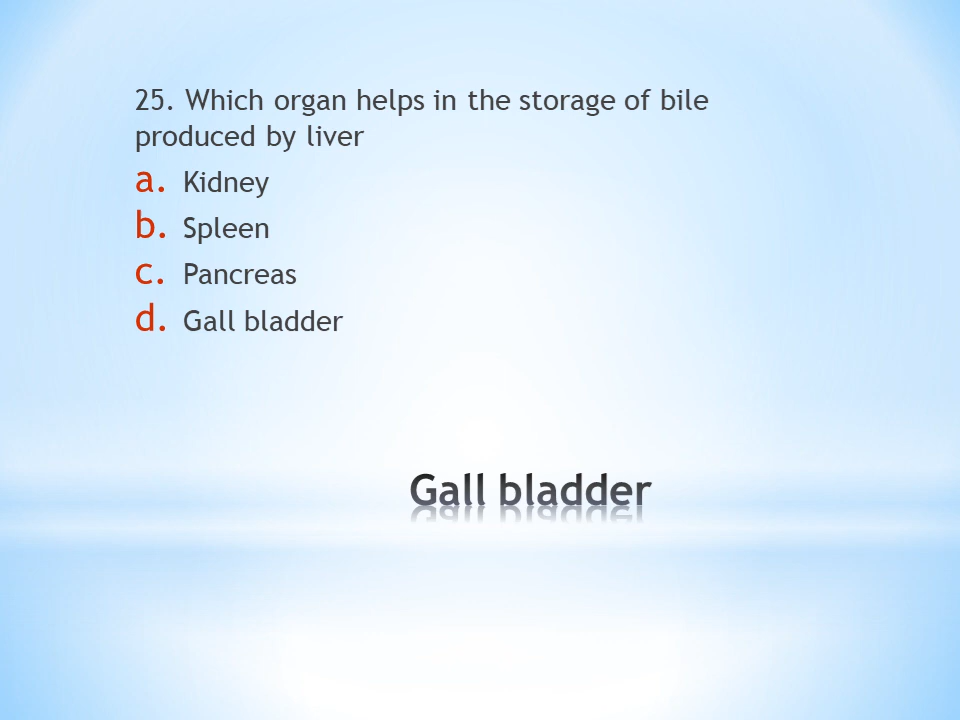 25. Which organ helps in the storage of bile
produced by liver
a. Kidney
b. Spleen
c. Pancreas
d. Gall bladder
Gall bladder